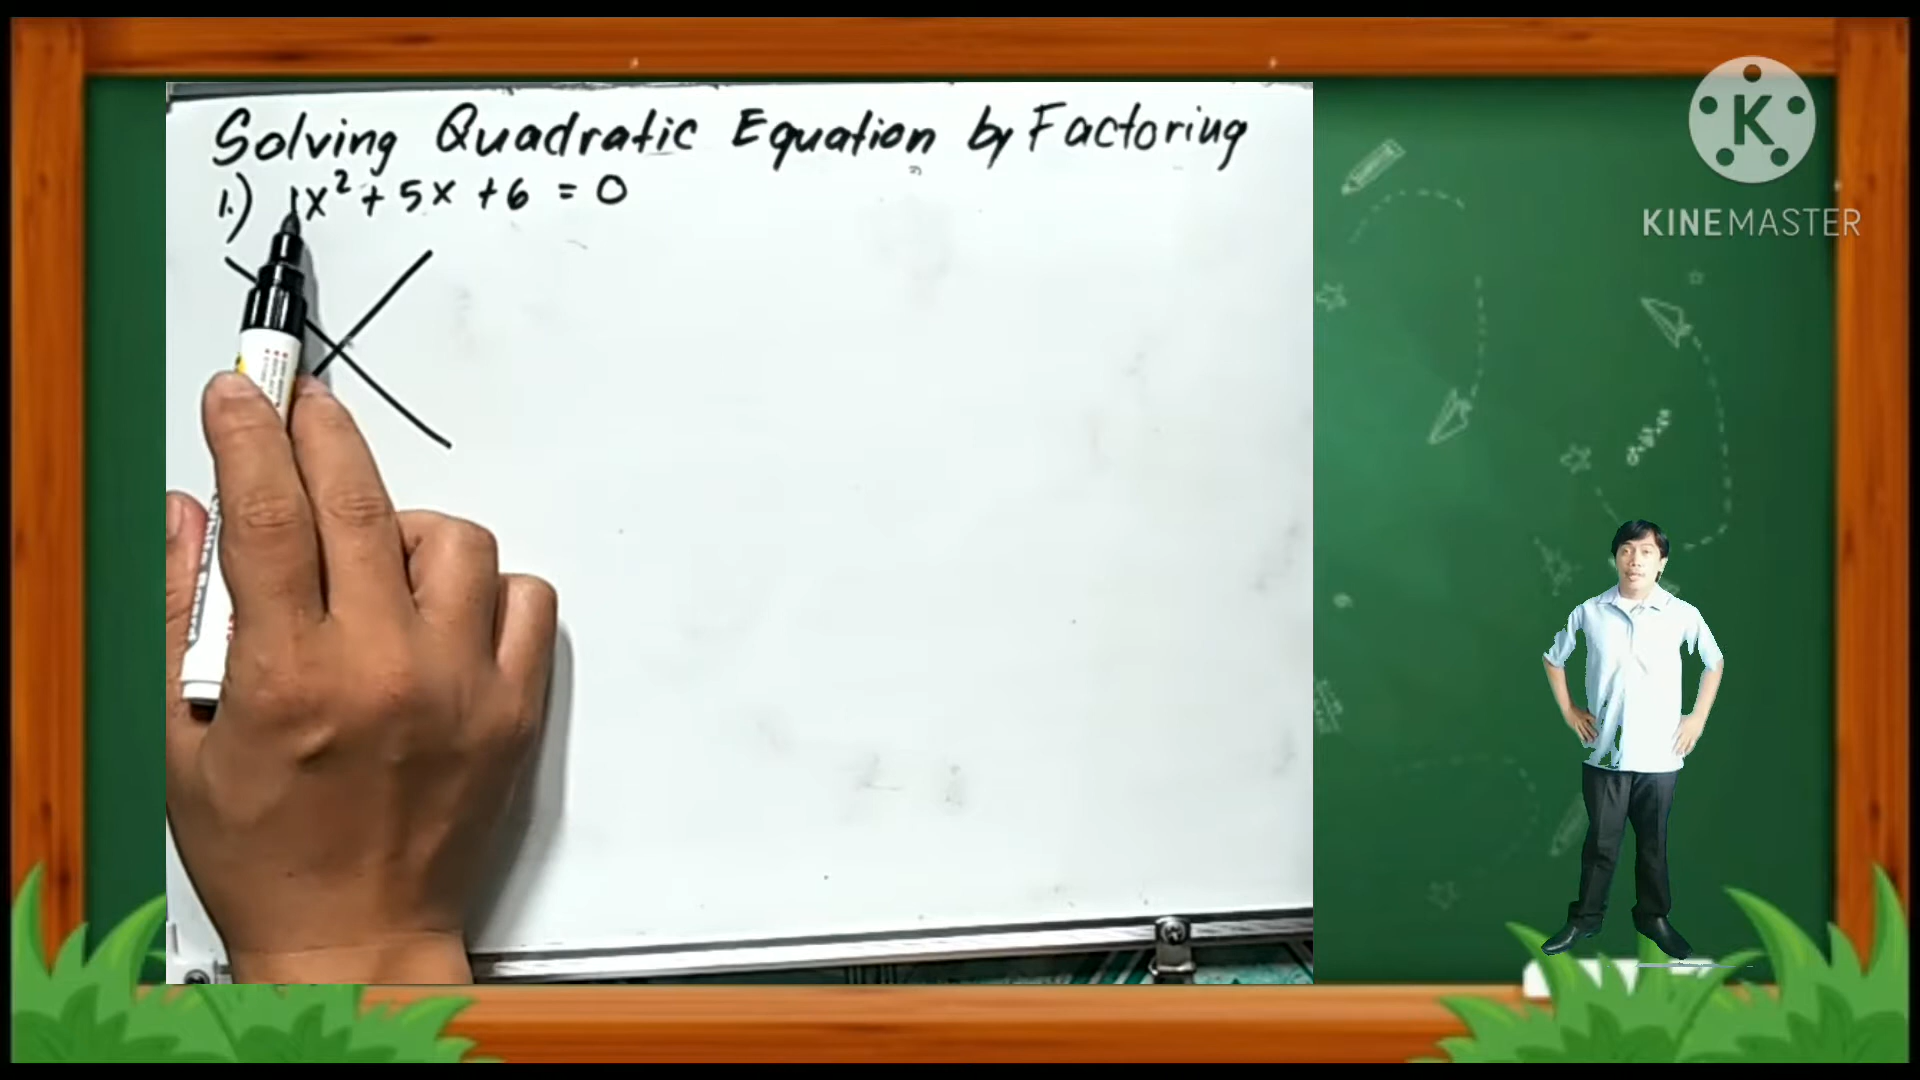 Solving Quadratic Equation by Factoring
1.) 1x² + 5x + 6 = 0
KINEMASTER